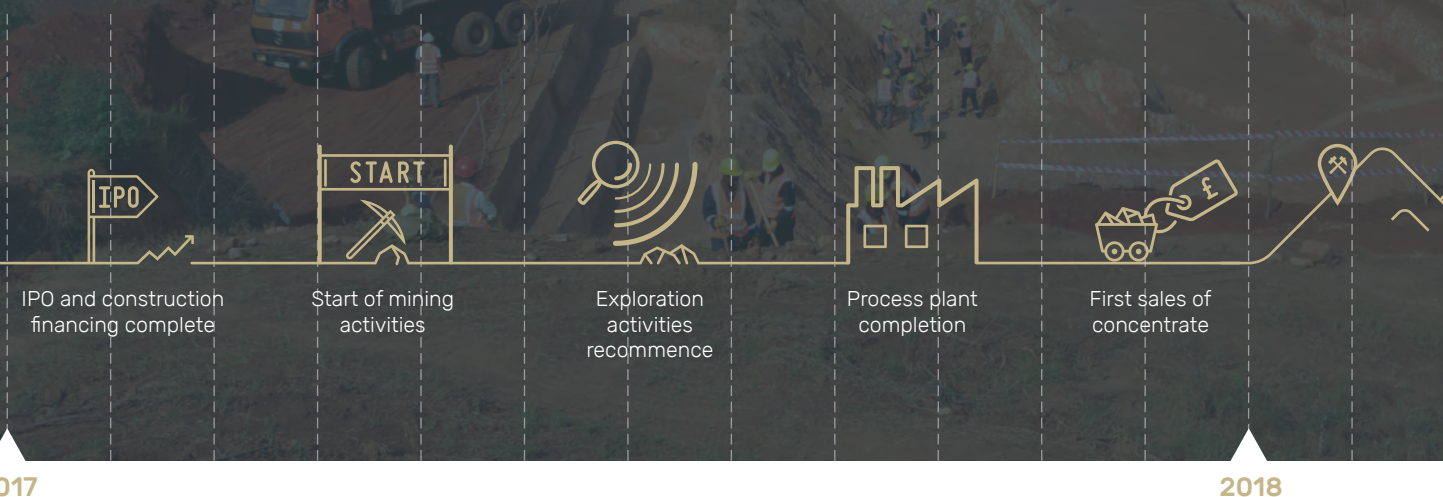 IPO
START
£
IPO and construction
financing complete
Start of mining
activities
Exploration
activities
recommence
Process plant
completion
First sales of
concentrate
017
2018